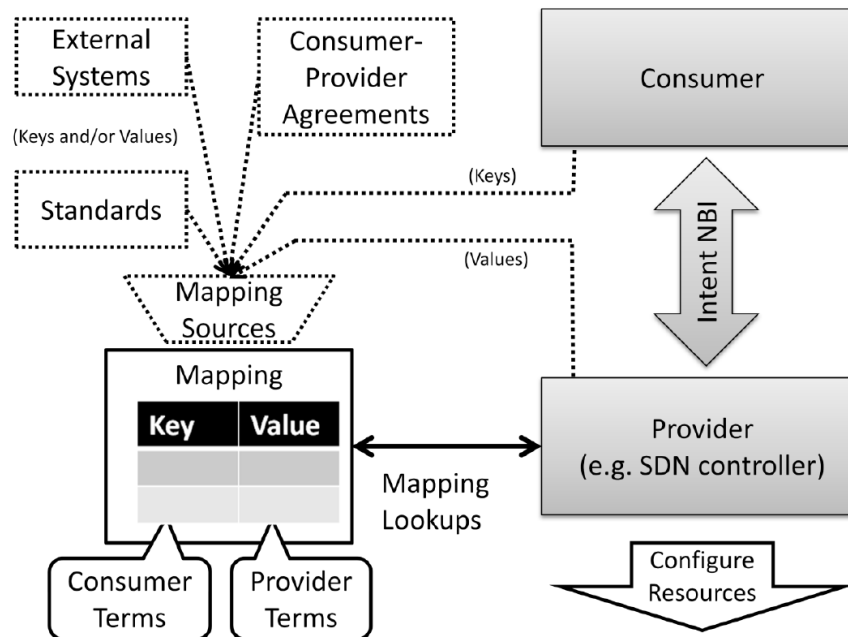 External
Systems
Consumer-
Provider
Agreements
Consumer
(Keys and/or Values)
(Keys)
Standards
(Values)
Intent NBI
Mapping
Sources
Mapping
Key Value
Provider
(e.g. SDN controller)
Mapping
Lookups
Consumer
Terms
Provider
Terms
Configure
Resources